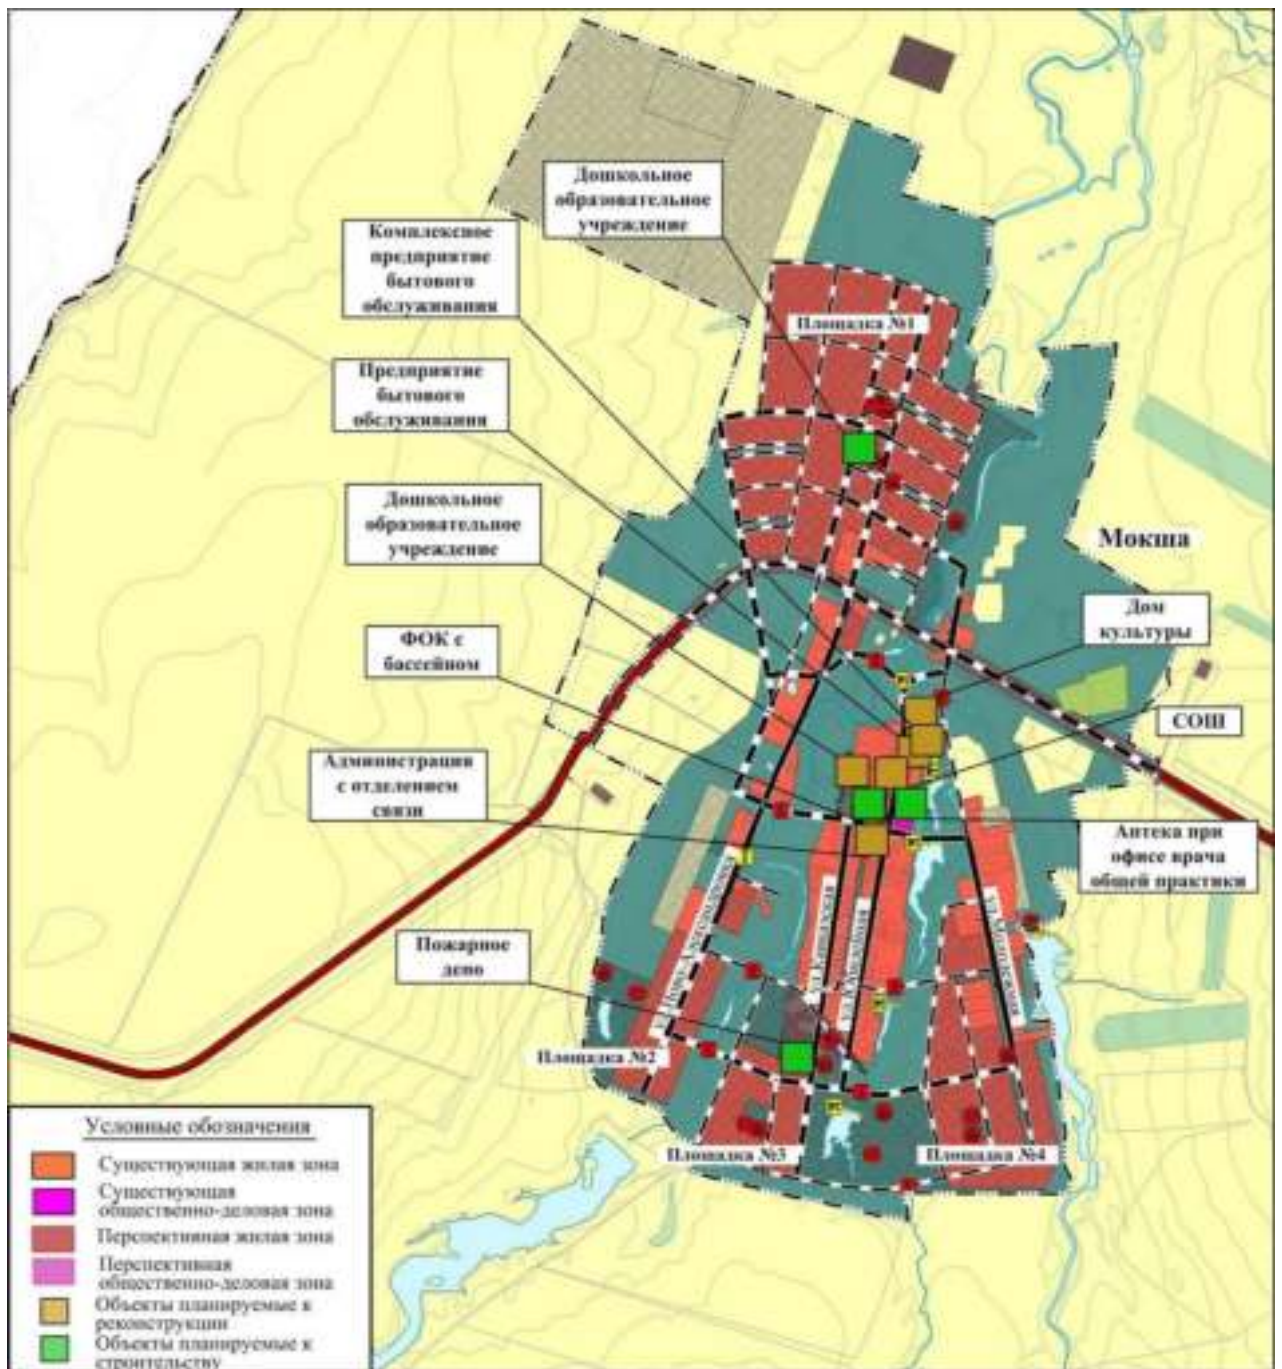 Дошкольное
образовательное
учреждение
Комплексное
предприятие
бытового
обслуживания
Площадка №1
Предприятие
бытового
обслуживания
Дошкольное
образовательное
учреждение
Мокша
Дом
культуры
ФОК с
бассейном
СОШ
Администрация
с отделением
связи
Аптека при
офисе врача
общей практики
Пожарное
депо
Площадка №2
Площадка №3
Площадка №4
Условные обозначения
Существующая жилая зона
Существующая
общественно-деловая зона
Перспективная жилая зона
Перспективная
общественно-деловая зона
Объекты планируемые к
реконструкции
Объекты планируемые к
строительству